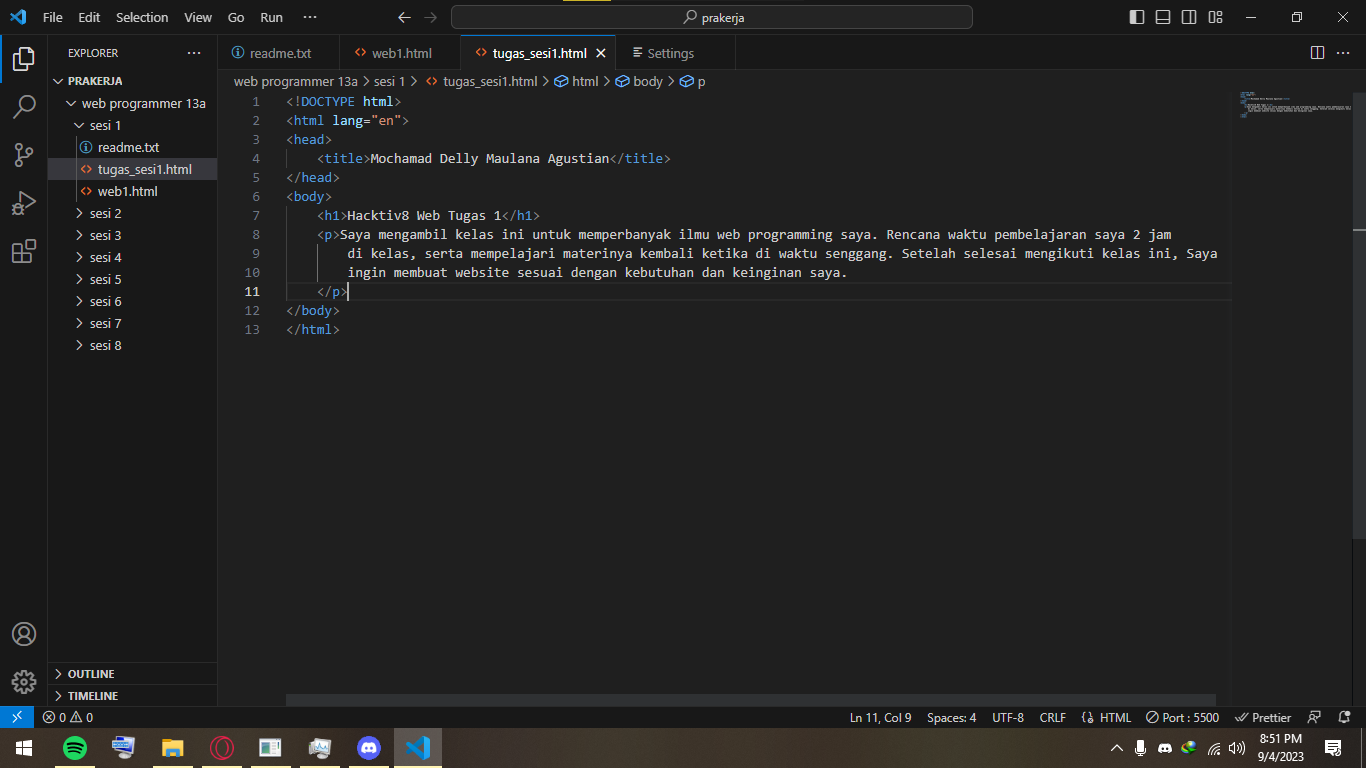 File Edit Selection View Go Run ··· prakerja
EXPLORER ···
PRAKERJA
web programmer 13a
sesi 1
readme.txt
tugas_sesi1.html
web1.html
sesi 2
sesi 3
sesi 4
sesi 5
sesi 6
sesi 7
sesi 8
OUTLINE
TIMELINE
readme.txt web1.html tugas_sesi1.html Settings
web programmer 13a > sesi 1 > tugas_sesi1.html > html > body > p
1 <!DOCTYPE html>
2 <html lang="en">
3 <head>
4 <title>Mochamad Delly Maulana Agustian</title>
5 </head>
6 <body>
7 <h1>Hacktiv8 Web Tugas 1</h1>
8 <p>Saya mengambil kelas ini untuk memperbanyak ilmu web programming saya. Rencana waktu pembelajaran saya 2 jam
9 di kelas, serta mempelajari materinya kembali ketika di waktu senggang. Setelah selesai mengikuti kelas ini, Saya
10 ingin membuat website sesuai dengan kebutuhan dan keinginan saya.
11 </p>
12 </body>
13 </html>
0 0 Ln 11, Col 9 Spaces: 4 UTF-8 CRLF HTML Port : 5500 Prettier
8:51 PM
9/4/2023